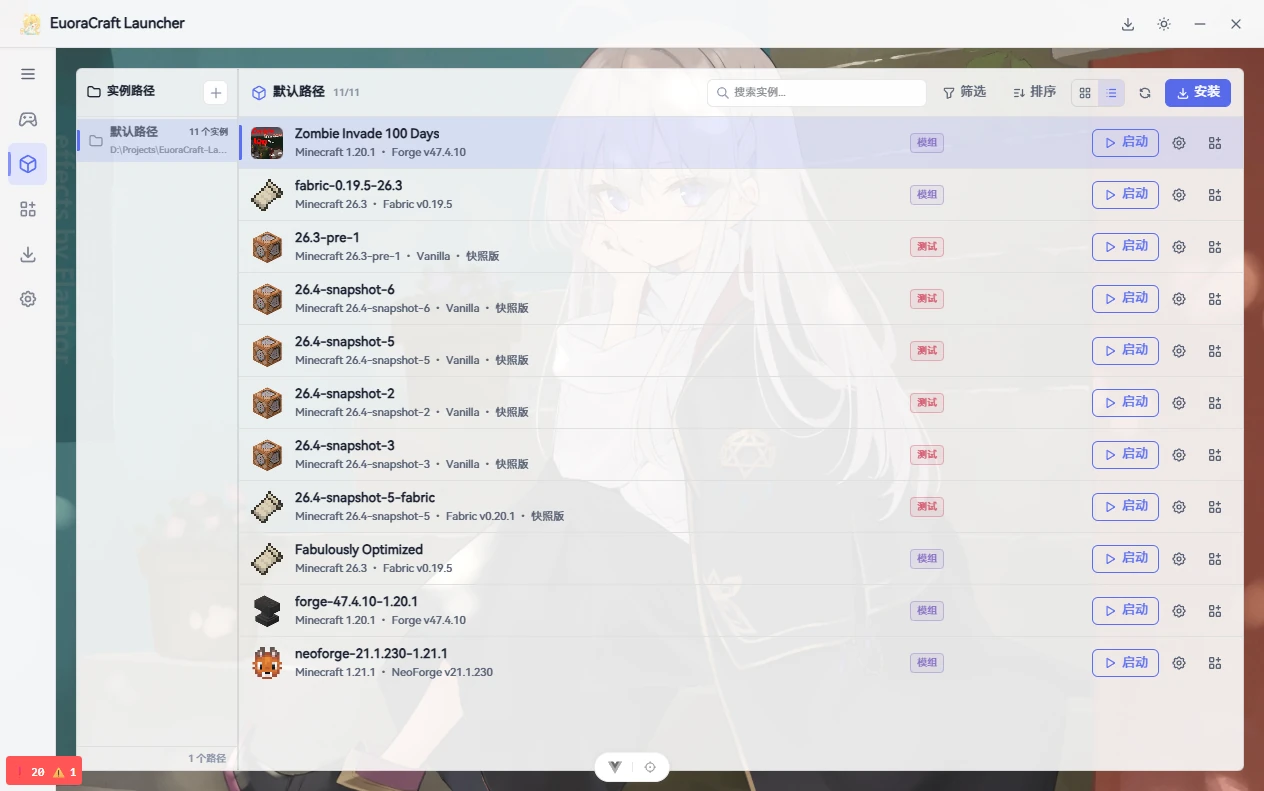 EuoraCraft Launcher
实例路径
默认路径 11/11
搜索实例...
筛选
排序
安装
默认路径 11 个实例
D:\Projects\EuoraCraft-La...
Zombie Invade 100 Days
Minecraft 1.20.1 • Forge v47.4.10
模组
启动
fabric-0.19.5-26.3
Minecraft 26.3 • Fabric v0.19.5
模组
启动
26.3-pre-1
Minecraft 26.3-pre-1 • Vanilla • 快照版
测试
启动
26.4-snapshot-6
Minecraft 26.4-snapshot-6 • Vanilla • 快照版
测试
启动
26.4-snapshot-5
Minecraft 26.4-snapshot-5 • Vanilla • 快照版
测试
启动
26.4-snapshot-2
Minecraft 26.4-snapshot-2 • Vanilla • 快照版
测试
启动
26.4-snapshot-3
Minecraft 26.4-snapshot-3 • Vanilla • 快照版
测试
启动
26.4-snapshot-5-fabric
Minecraft 26.4-snapshot-5 • Fabric v0.20.1 • 快照版
测试
启动
Fabulously Optimized
Minecraft 26.3 • Fabric v0.19.5
模组
启动
forge-47.4.10-1.20.1
Minecraft 1.20.1 • Forge v47.4.10
模组
启动
neoforge-21.1.230-1.21.1
Minecraft 1.21.1 • NeoForge v21.1.230
模组
启动
1 个路径
20 1
effects by